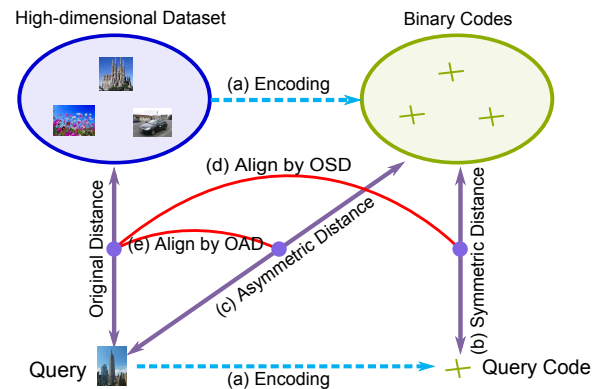 High-dimensional Dataset
Binary Codes
(a) Encoding
(d) Align by OSD
(e) Align by OAD
Original Distance
(c) Asymmetric Distance
(b) Symmetric Distance
Query
(a) Encoding
Query Code